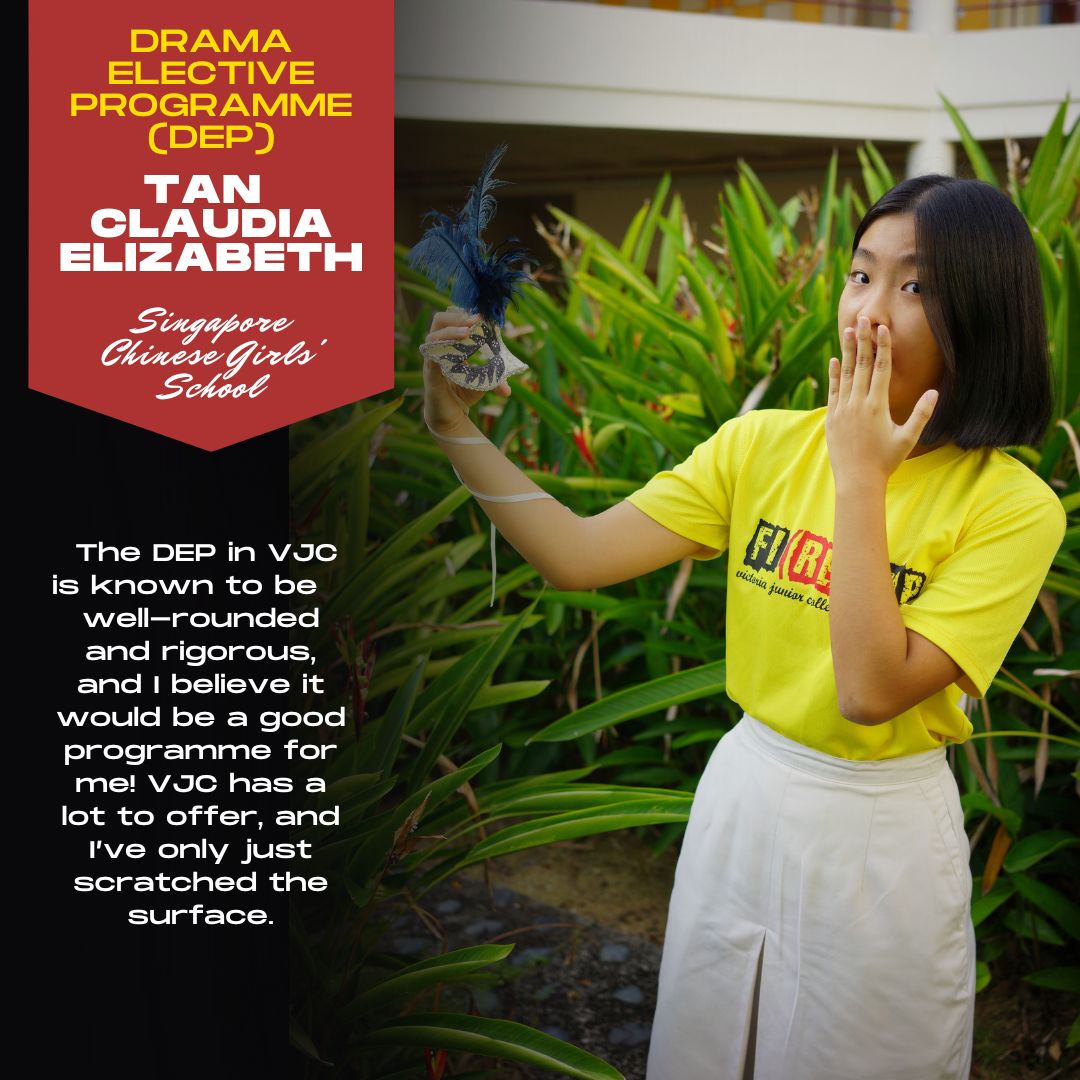 DRAMA
ELECTIVE
PROGRAMME
(DEP)
TAN
CLAUDIA
ELIZABETH
Singapore
Chinese Girls'
School
The DEP in VJC
is known to be
well-rounded
and rigorous,
and I believe it
would be a good
programme for
me! VJC has a
lot to offer, and
I've only just
scratched the
surface.
victoria junior